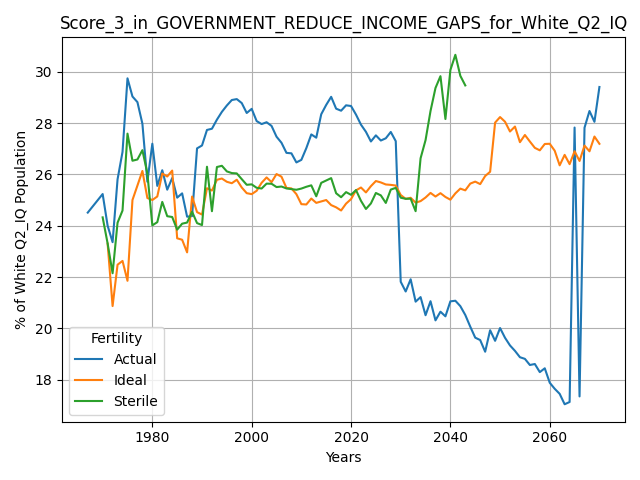 Score_3_in_GOVERNMENT_REDUCE_INCOME_GAPS_for_White_Q2_IQ
30
28
26
24
22
20
18
% of White Q2_IQ Population
Fertility
Actual
Ideal
Sterile
1980
2000
2020
2040
2060
Years